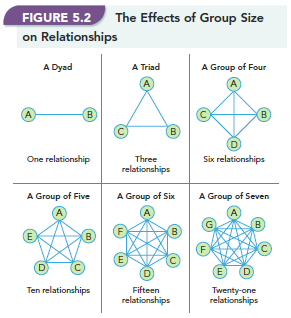 FIGURE 5.2 The Effects of Group Size
on Relationships
A Dyad
A B
One relationship
A Triad
A
C B
Three
relationships
A Group of Four
A
C B
D
Six relationships
A Group of Five
A
E B
D C
Ten relationships
A Group of Six
A
F B
E C
D
Fifteen
relationships
A Group of Seven
A
G B
F C
E D
Twenty-one
relationships